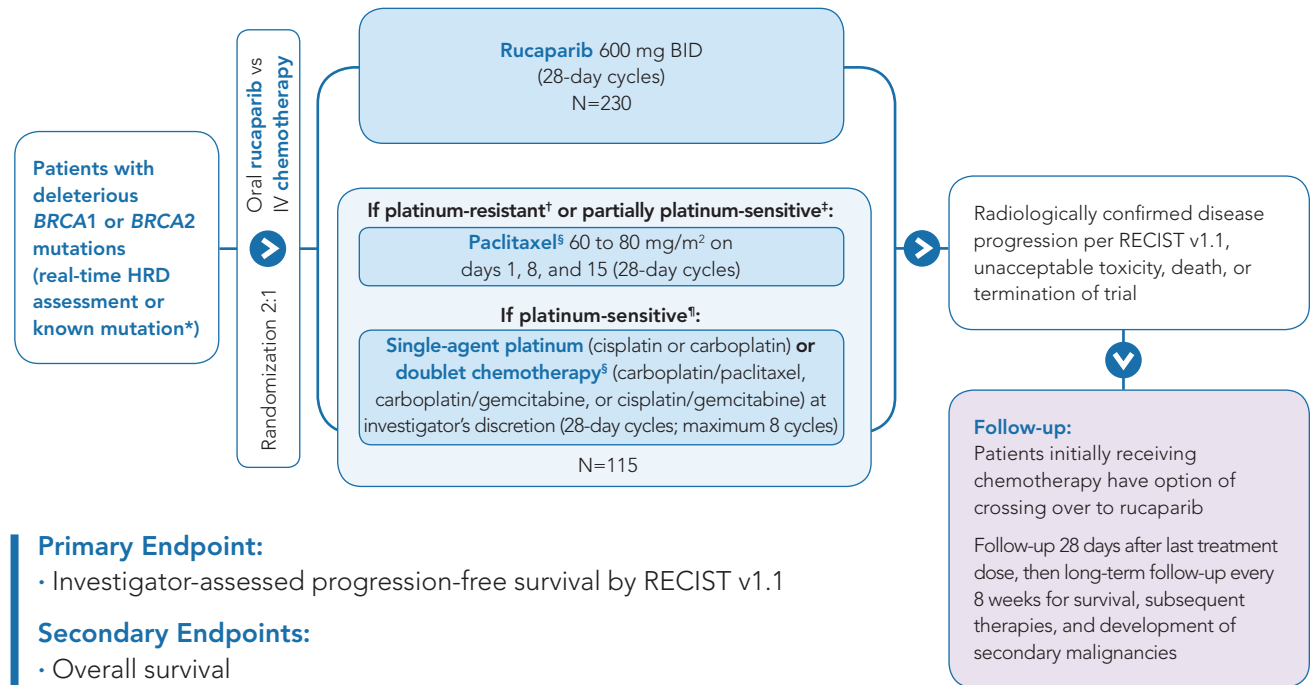 Patients with
deleterious
BRCA1 or BRCA2
mutations
(real-time HRD
assessment or
known mutation*)
Oral rucaparib vs
IV chemotherapy
Randomization 2:1
Rucaparib 600 mg BID
(28-day cycles)
N=230
If platinum-resistant† or partially platinum-sensitive‡:
Paclitaxel§ 60 to 80 mg/m² on
days 1, 8, and 15 (28-day cycles)
If platinum-sensitive¶:
Single-agent platinum (cisplatin or carboplatin) or
doublet chemotherapy§ (carboplatin/paclitaxel,
carboplatin/gemcitabine, or cisplatin/gemcitabine) at
investigator’s discretion (28-day cycles; maximum 8 cycles)
N=115
Radiologically confirmed disease
progression per RECIST v1.1,
unacceptable toxicity, death, or
termination of trial
Follow-up:
Patients initially receiving
chemotherapy have option of
crossing over to rucaparib
Follow-up 28 days after last treatment
dose, then long-term follow-up every
8 weeks for survival, subsequent
therapies, and development of
secondary malignancies
Primary Endpoint:
· Investigator-assessed progression-free survival by RECIST v1.1
Secondary Endpoints:
· Overall survival